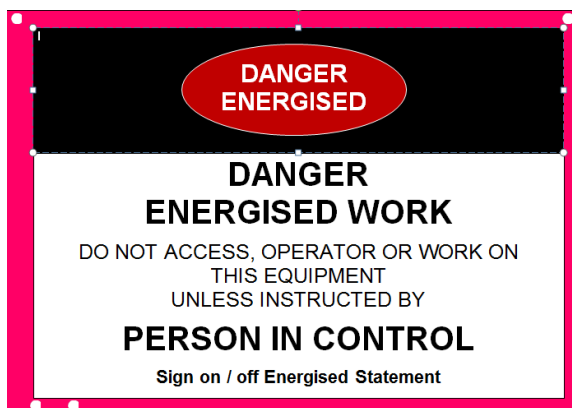 DANGER
ENERGISED
DANGER
ENERGISED WORK
DO NOT ACCESS, OPERATOR OR WORK ON
THIS EQUIPMENT
UNLESS INSTRUCTED BY
PERSON IN CONTROL
Sign on / off Energised Statement